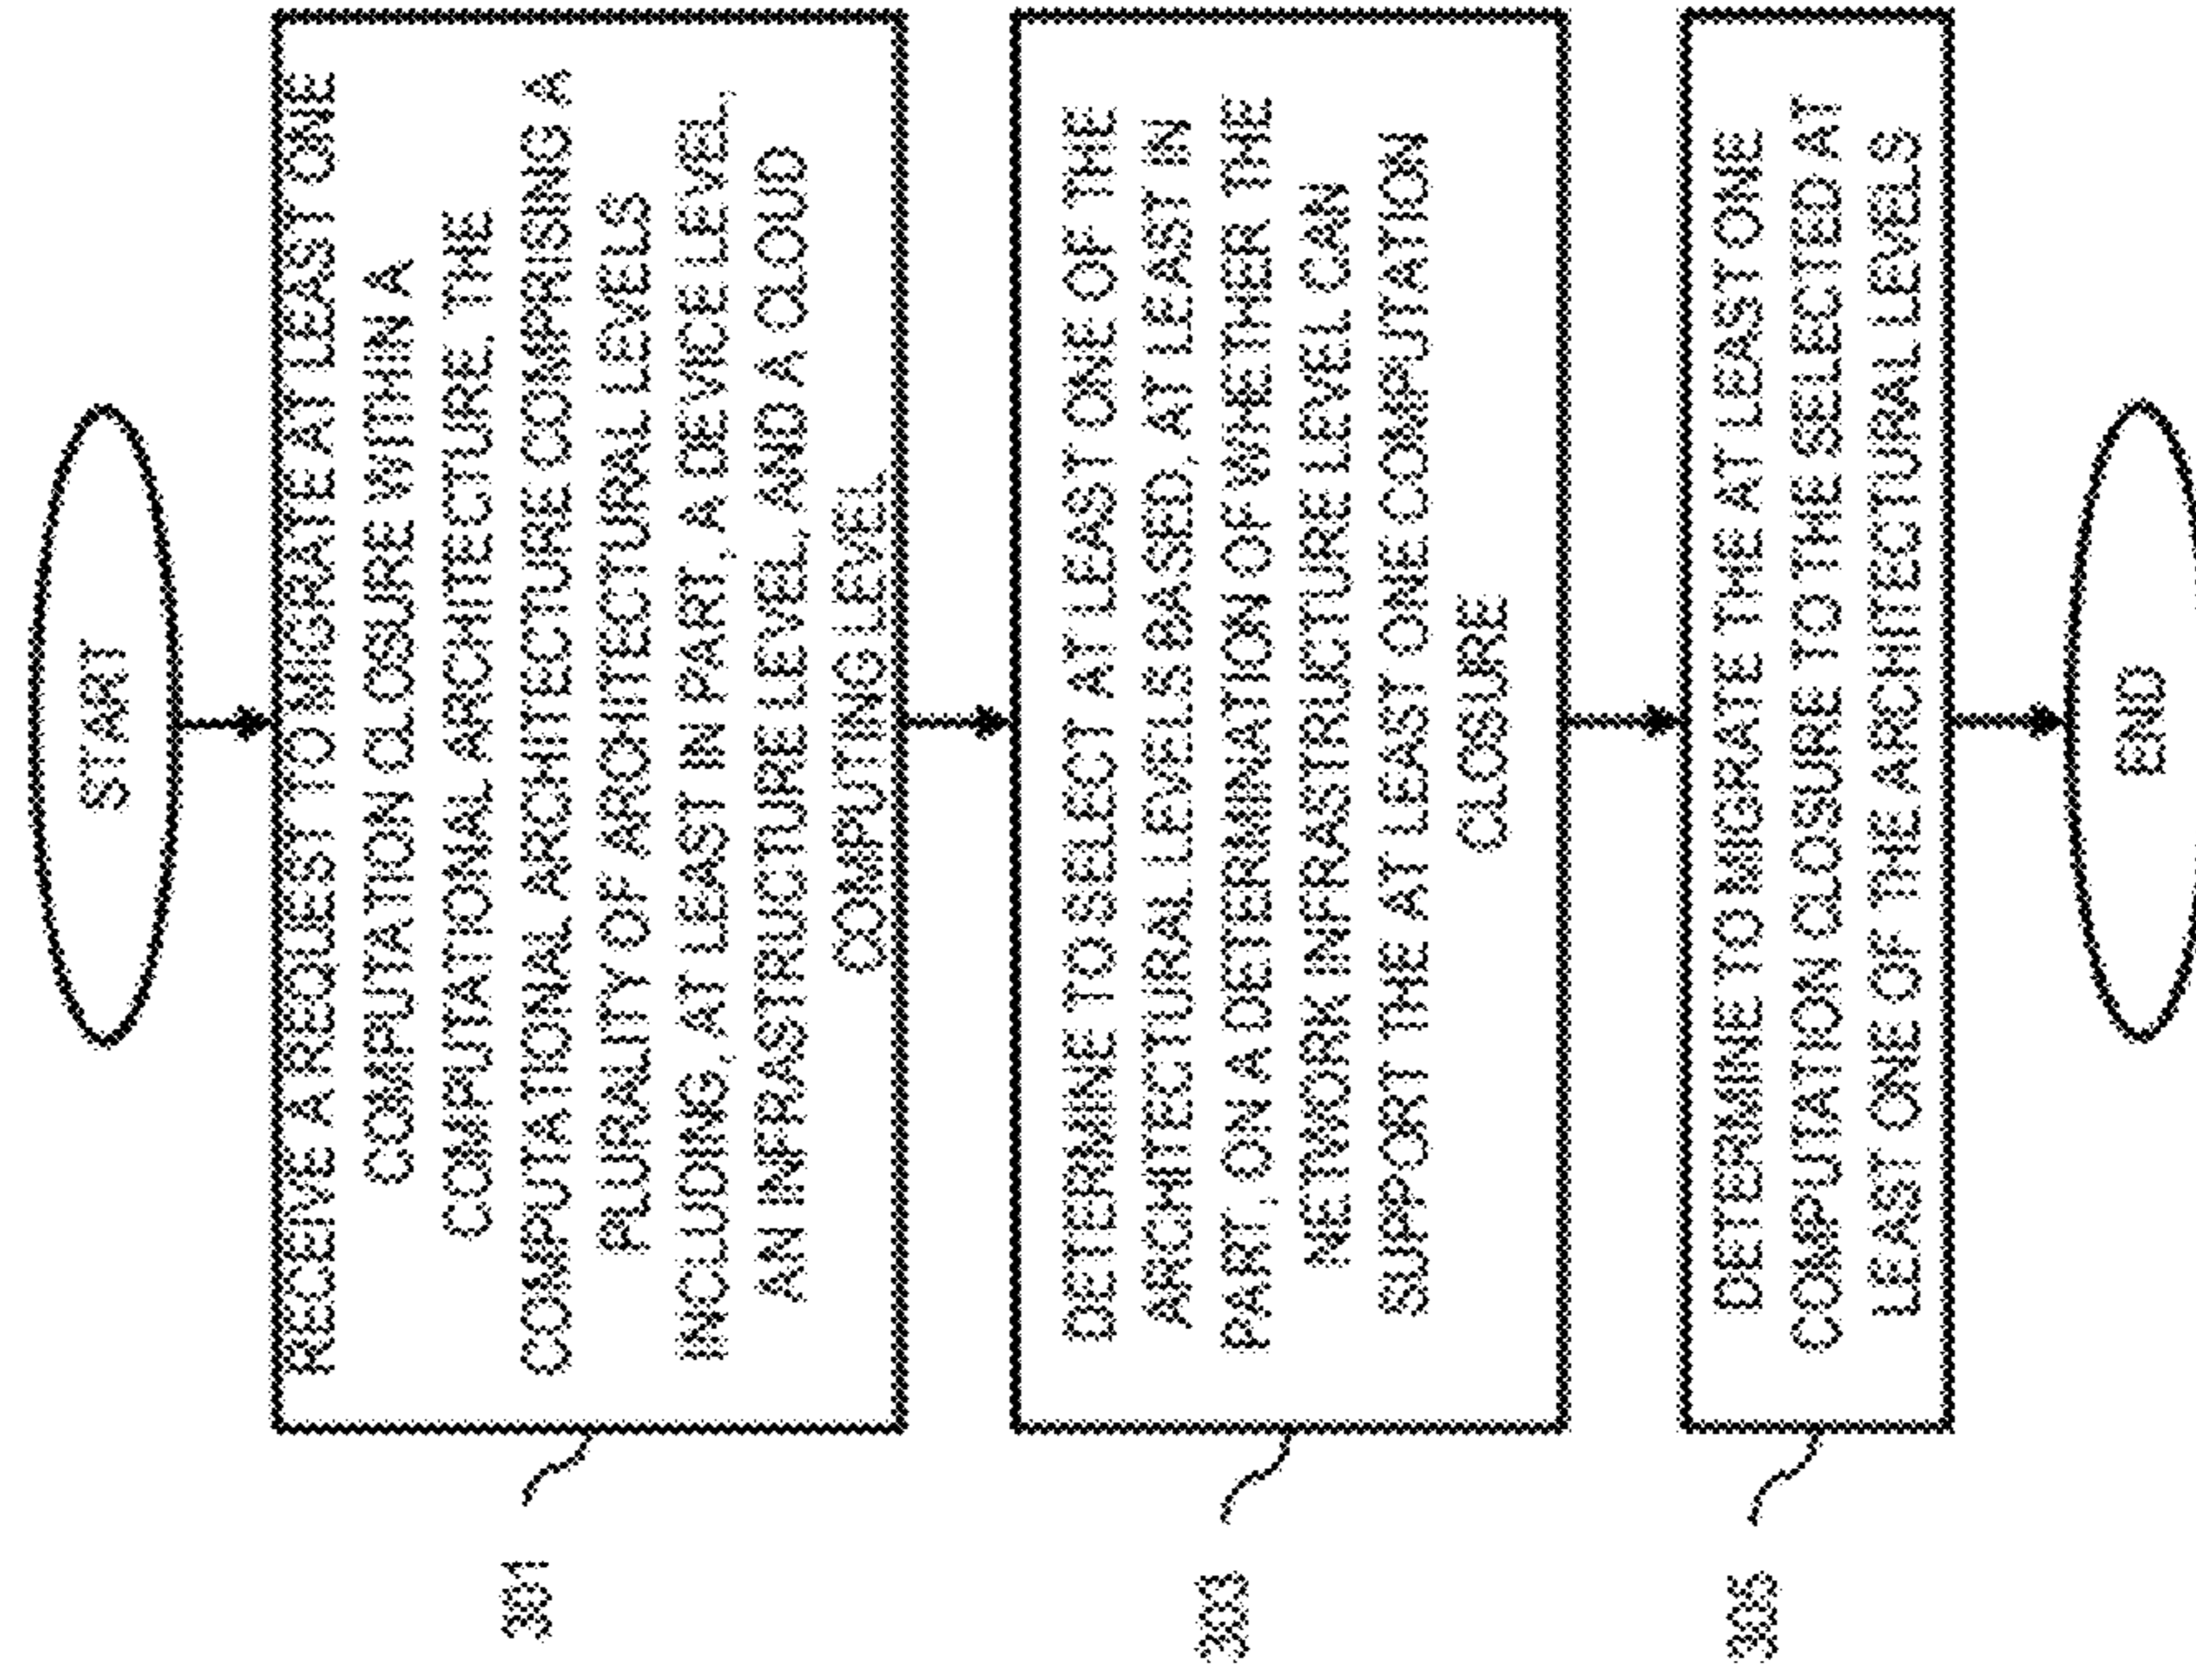 START
RECEIVE A REQUEST TO MIGRATE AT LEAST ONE
COMPUTATION CLOSURE WITHIN A
COMPUTATIONAL ARCHITECTURE, THE
COMPUTATIONAL ARCHITECTURE COMPRISING A
PLURALITY OF ARCHITECTURAL LEVELS
INCLUDING, AT LEAST IN PART, A DEVICE LEVEL,
AN INFRASTRUCTURE LEVEL, AND A CLOUD
COMPUTING LEVEL
301
DETERMINE TO SELECT AT LEAST ONE OF THE
ARCHITECTURAL LEVELS BASED, AT LEAST IN
PART, ON A DETERMINATION OF WHETHER THE
NETWORK INFRASTRUCTURE LEVEL CAN
SUPPORT THE AT LEAST ONE COMPUTATION
CLOSURE
303
DETERMINE TO MIGRATE THE AT LEAST ONE
COMPUTATION CLOSURE TO THE SELECTED AT
LEAST ONE OF THE ARCHITECTURAL LEVELS
305
END